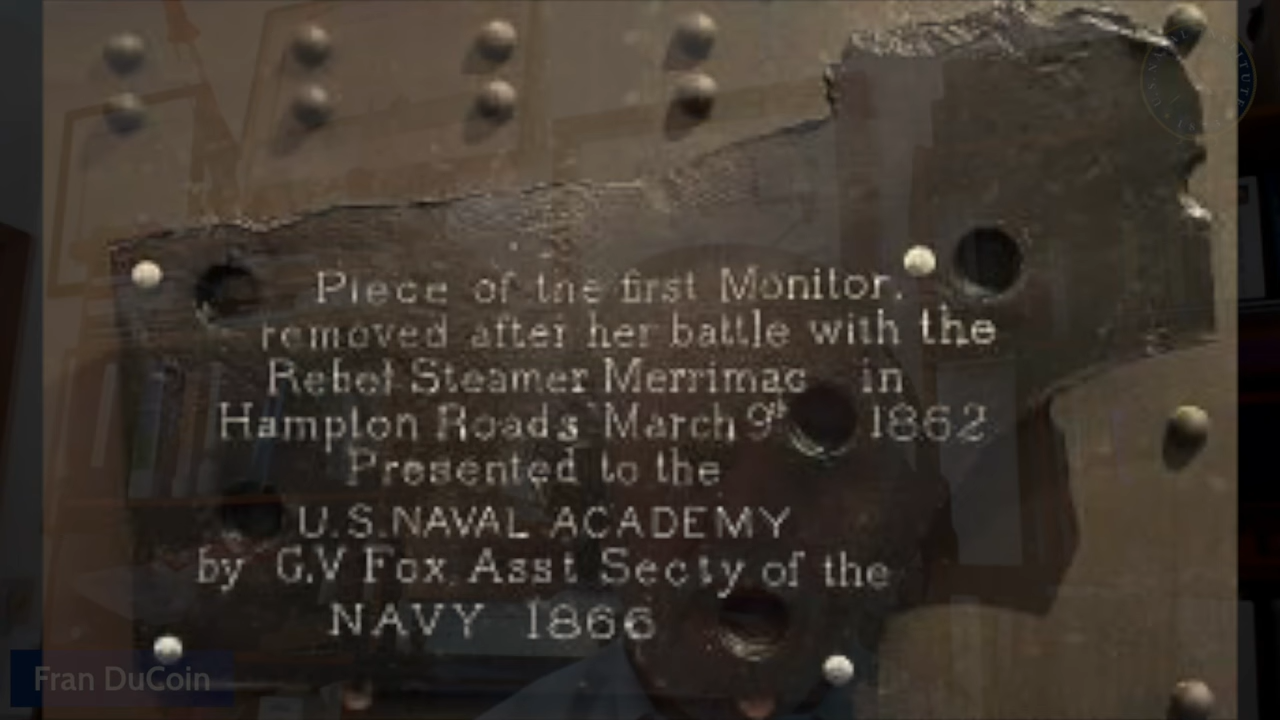 Piece of the first Monitor,
removed after her battle with the
Rebel Steamer Merrimac in
Hampton Roads March 9th 1862
Presented to the
U.S. NAVAL ACADEMY
by G.V Fox Asst Secty of the
NAVY 1866
Fran DuCoin